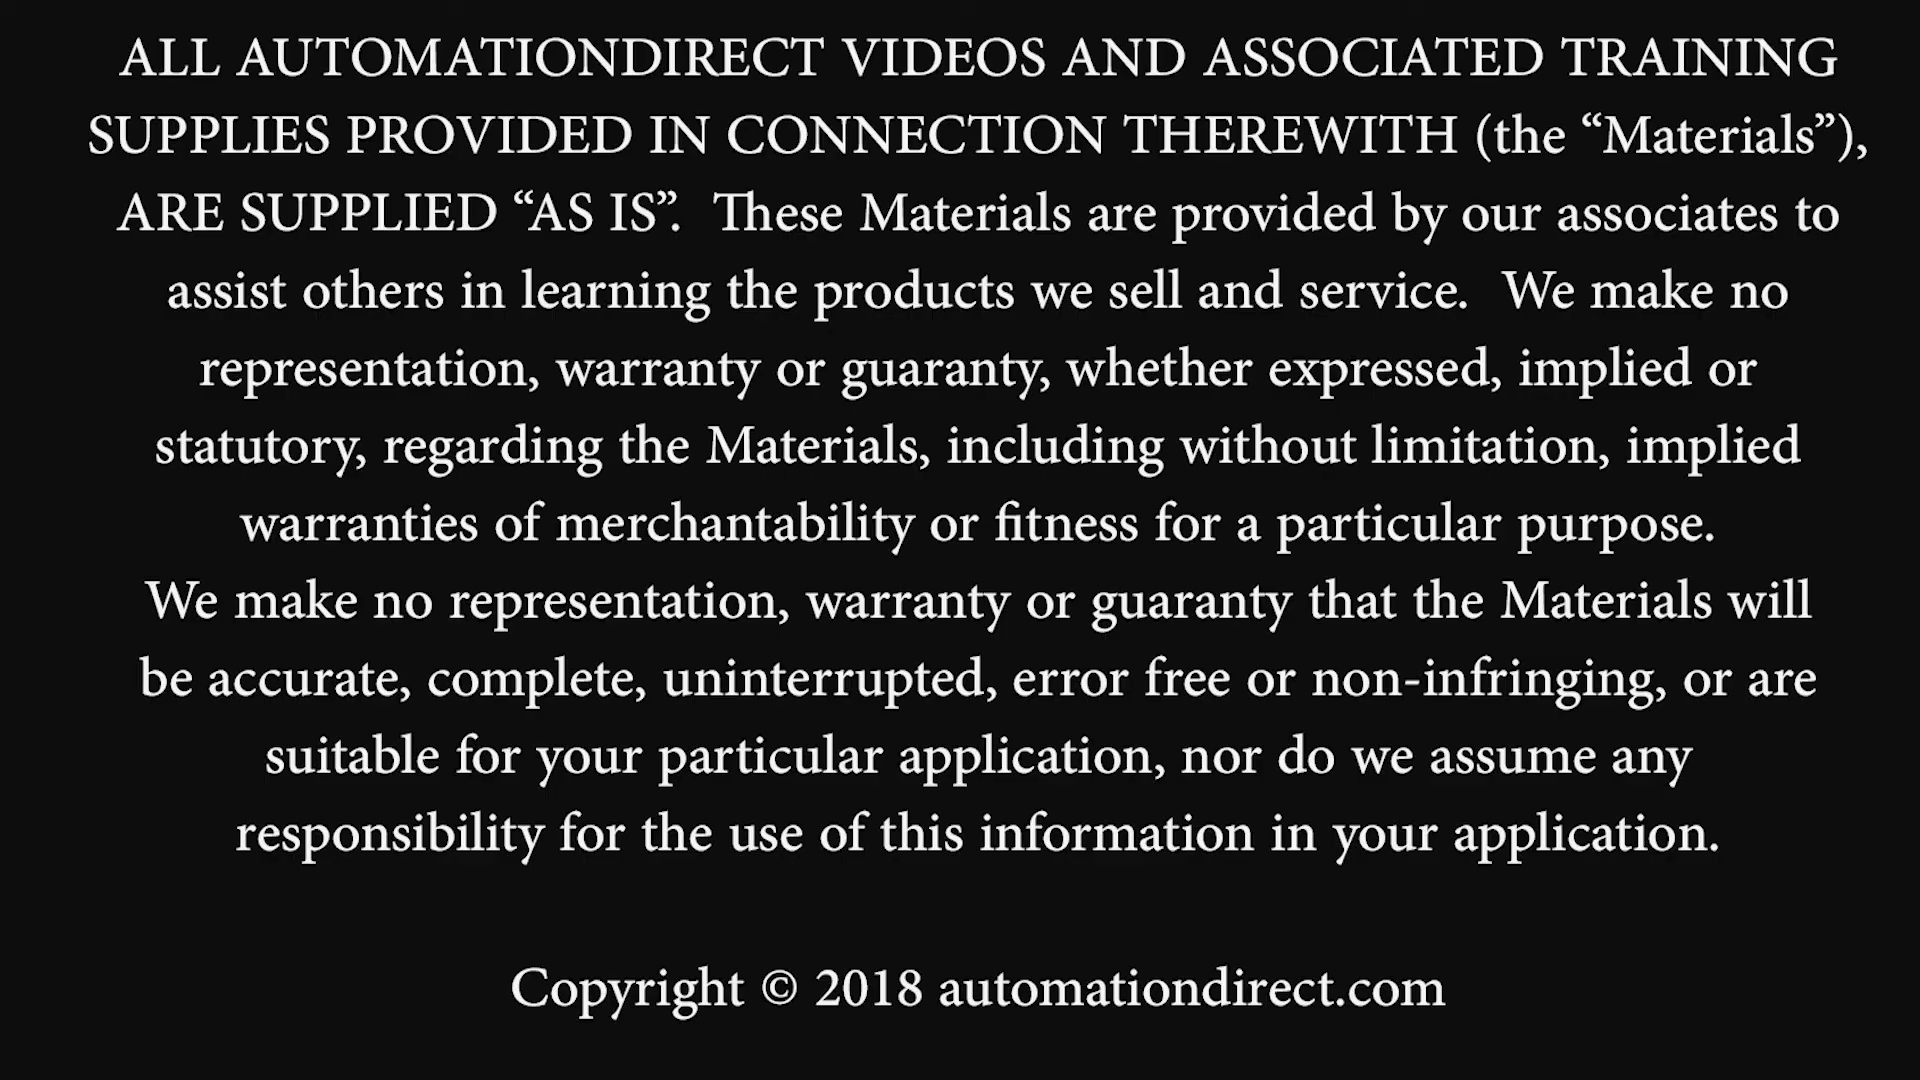 ALL AUTOMATIONDIRECT VIDEOS AND ASSOCIATED TRAINING
SUPPLIES PROVIDED IN CONNECTION THEREWITH (the “Materials”),
ARE SUPPLIED “AS IS”.  These Materials are provided by our associates to
assist others in learning the products we sell and service.  We make no
representation, warranty or guaranty, whether expressed, implied or
statutory, regarding the Materials, including without limitation, implied
warranties of merchantability or fitness for a particular purpose.
We make no representation, warranty or guaranty that the Materials will
be accurate, complete, uninterrupted, error free or non-infringing, or are
suitable for your particular application, nor do we assume any
responsibility for the use of this information in your application.
Copyright © 2018 automationdirect.com